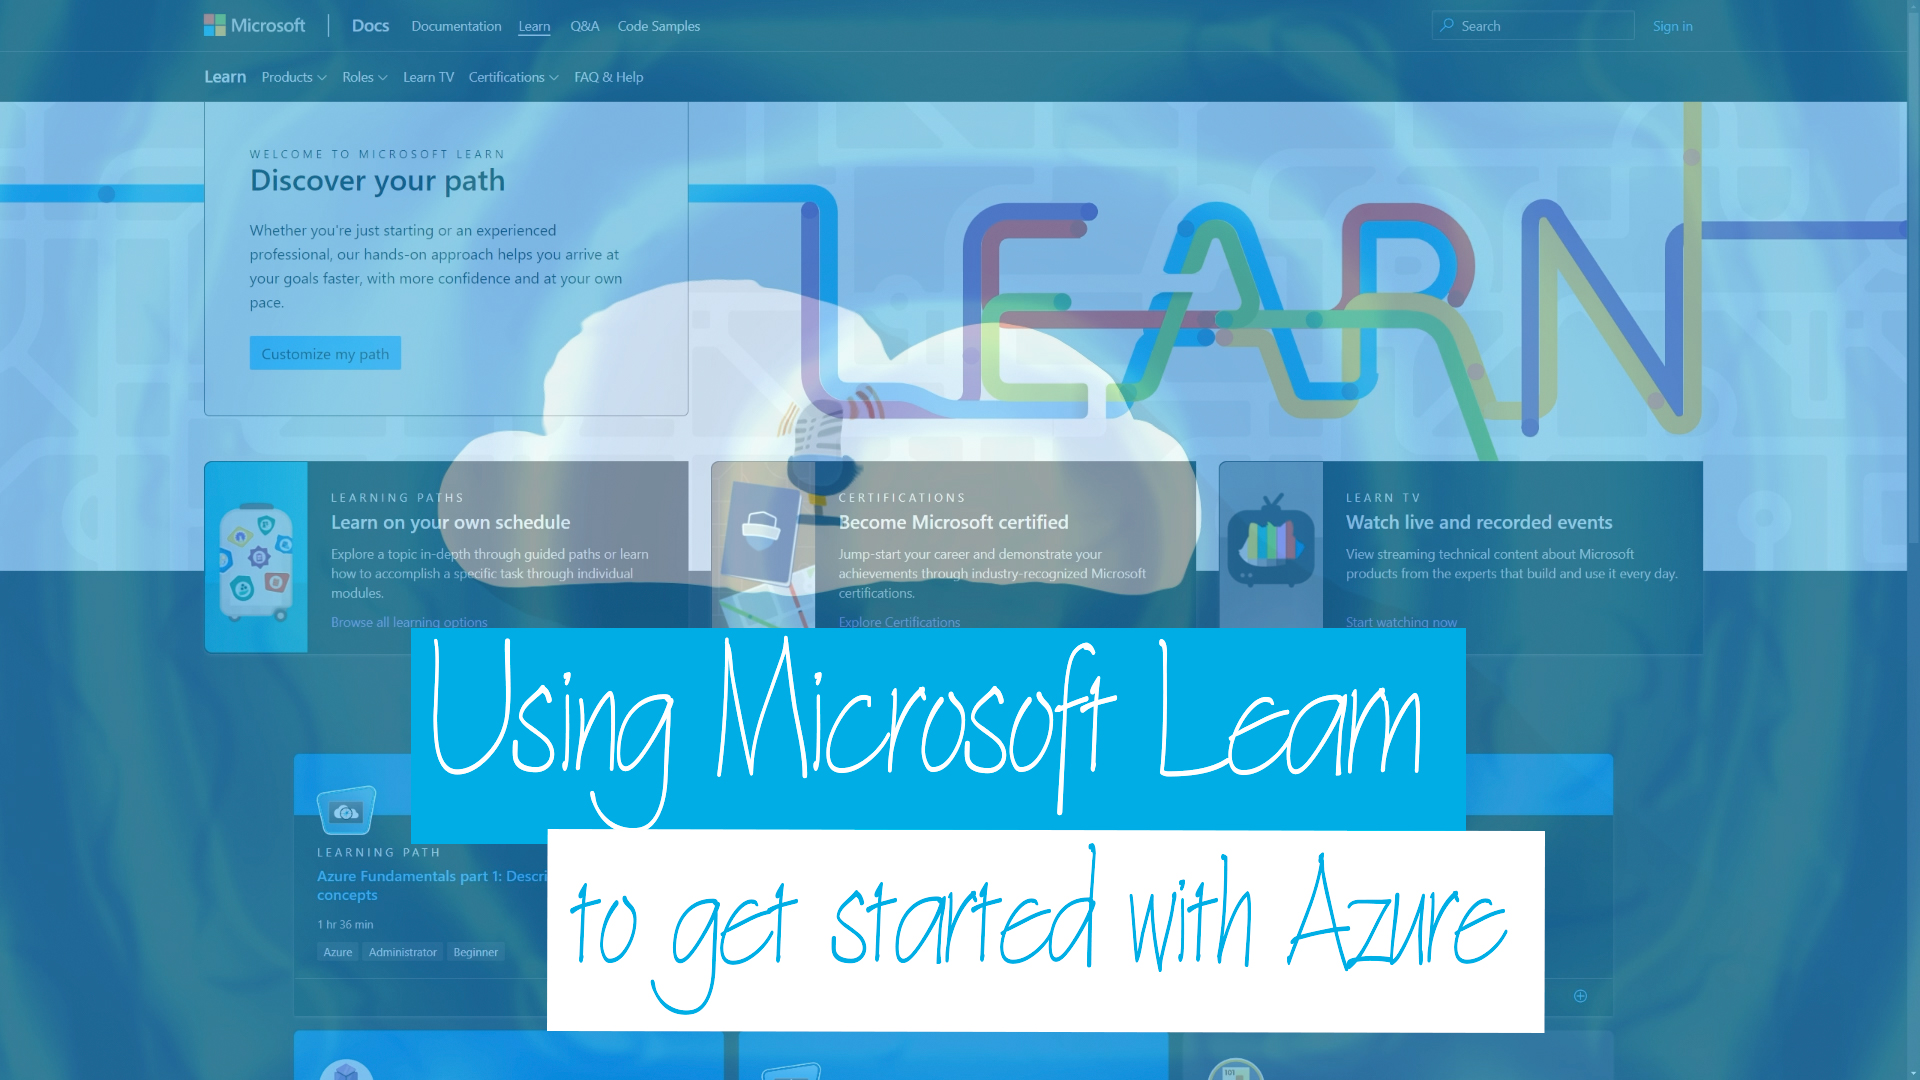 Microsoft
Docs
Documentation
Learn
Q&A
Code Samples
Search
Sign in
Learn
Products
Roles
Learn TV
Certifications
FAQ & Help
WELCOME TO MICROSOFT LEARN
Discover your path
Whether you're just starting or an experienced
professional, our hands-on approach helps you arrive at
your goals faster, with more confidence and at your own
pace.
Customize my path
LEARN
LEARNING PATHS
Learn on your own schedule
Explore a topic in-depth through guided paths or learn
how to accomplish a specific task through individual
modules.
Browse all learning options
CERTIFICATIONS
Become Microsoft certified
Jump-start your career and demonstrate your
achievements through industry-recognized Microsoft
certifications.
Explore Certifications
LEARN TV
Watch live and recorded events
View streaming technical content about Microsoft
products from the experts that build and use it every day.
Start watching now
Using Microsoft Learn
to get started with Azure
LEARNING PATH
Azure Fundamentals part 1: Descri
concepts
1 hr 36 min
Azure
Administrator
Beginner
101